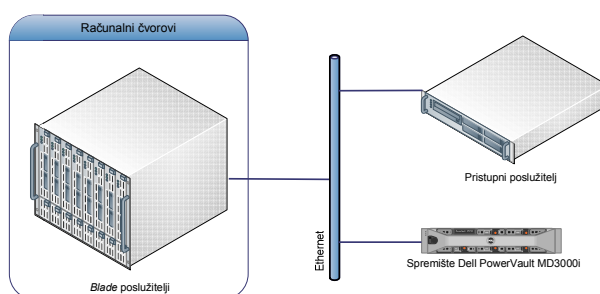 Računalni čvorovi
Pristupni poslužitelj
Ethernet
Spremište Dell PowerVault MD3000i
Blade poslužitelji